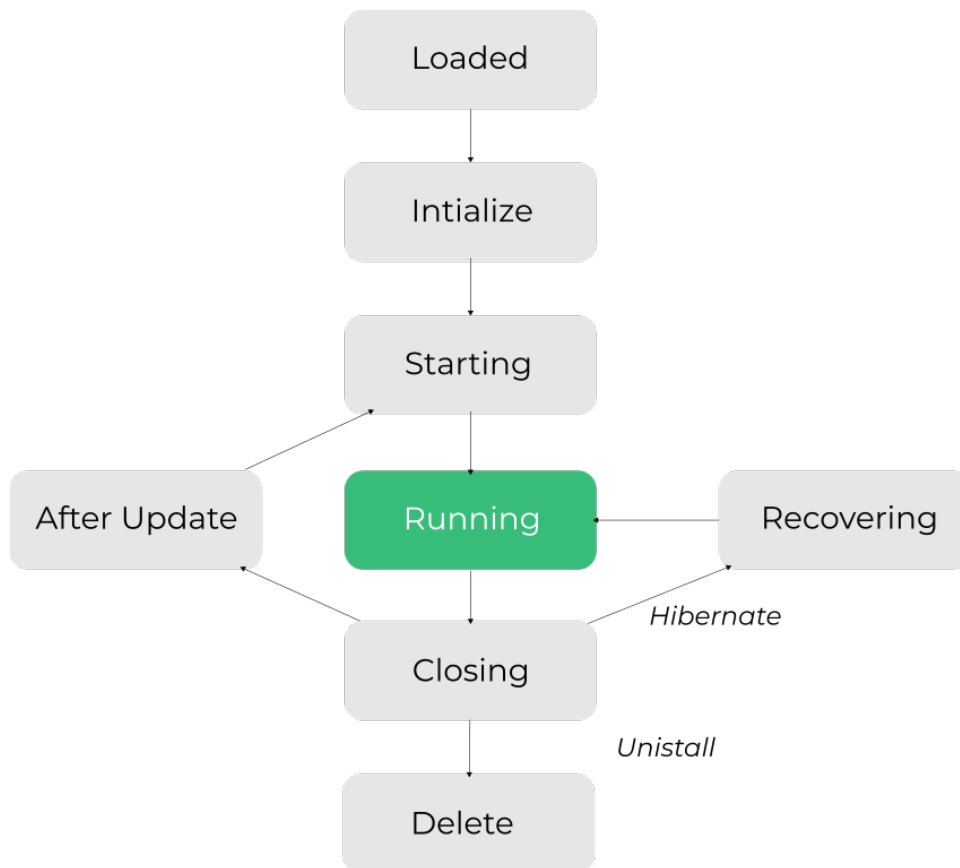 Loaded
Intialize
Starting
After Update
Running
Recovering
Hibernate
Closing
Unistall
Delete